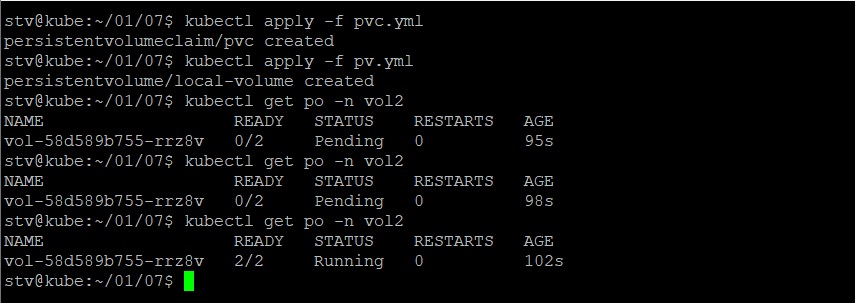 stv@kube:~/01/07$ kubectl apply -f pvc.yml
persistentvolumeclaim/pvc created
stv@kube:~/01/07$ kubectl apply -f pv.yml
persistentvolume/local-volume created
stv@kube:~/01/07$ kubectl get po -n vol2
NAME READY STATUS RESTARTS AGE
vol-58d589b755-rrz8v 0/2 Pending 0 95s
stv@kube:~/01/07$ kubectl get po -n vol2
NAME READY STATUS RESTARTS AGE
vol-58d589b755-rrz8v 0/2 Pending 0 98s
stv@kube:~/01/07$ kubectl get po -n vol2
NAME READY STATUS RESTARTS AGE
vol-58d589b755-rrz8v 2/2 Running 0 102s
stv@kube:~/01/07$